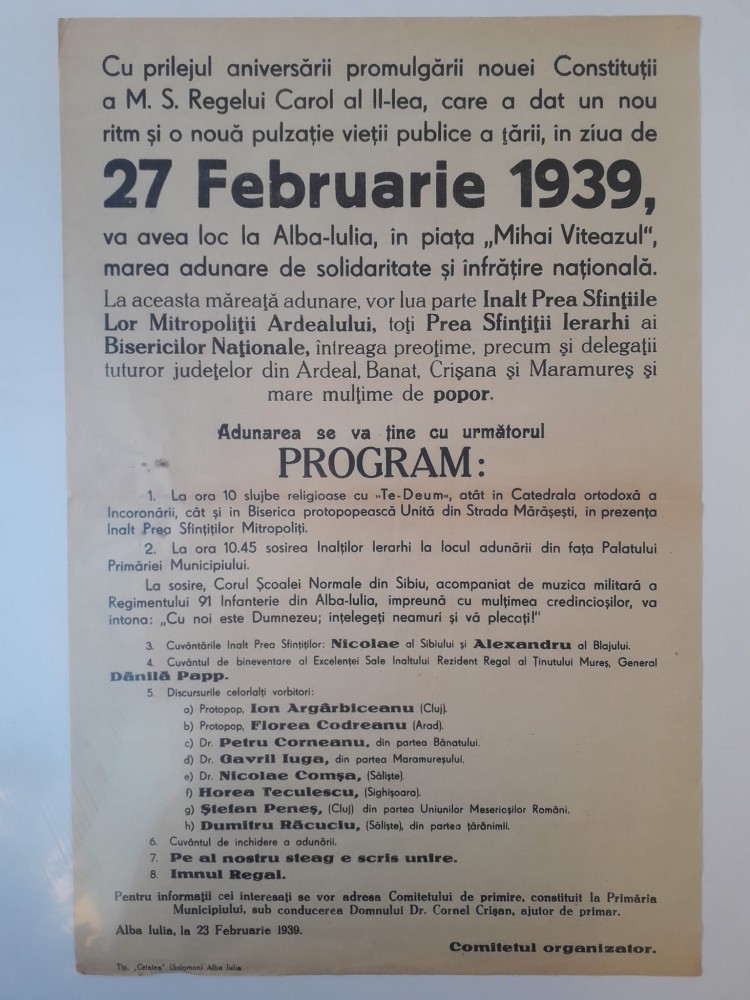 Cu prilejul aniversării promulgării nouei Constituții
a M. S. Regelui Carol al II-lea, care a dat un nou
ritm și o nouă pulzație vieții publice a țării, în ziua de
27 Februarie 1939,
va avea loc la Alba-Iulia, in piața „Mihai Viteazul“,
marea adunare de solidaritate și înfrățire națională.
La aceasta măreață adunare, vor lua parte Inalt Prea Sfințiile
Lor Mitropoliții Ardealului, toți Prea Sfințiții Ierarhi ai
Bisericilor Naționale, întreaga preoțime, precum și delegații
tuturor județelor din Ardeal, Banat, Crișana și Maramureș și
mare mulțime de popor.
Adunarea se va ține cu următorul
PROGRAM:
1. La ora 10 slujbe religioase cu „Te-Deum“, atât in Catedrala ortodoxă a
Incoronării, cât și in Biserica protopopească Unită din Strada Mărășești, in prezența
Inalt Prea Sfințiților Mitropoliți.
2. La ora 10.45 sosirea Inalților Ierarhi la locul adunării din fața Palatului
Primăriei Municipiului.
La sosire, Corul Școalei Normale din Sibiu, acompaniat de muzica militară a
Regimentului 91 Infanterie din Alba-Iulia, impreună cu mulțimea credincioșilor, va
intona: „Cu noi este Dumnezeu; ințelegeți neamuri și vă plecați!“
3. Cuvântările Inalt Prea Sfințiților: Nicolae al Sibiului și Alexandru al Blajului.
4. Cuvântul de bineventare al Excelenței Sale Inaltului Rezident Regal al Ținutului Mureș, General
Dănilă Papp.
5. Discursurile celorlalți vorbitori:
a) Protopop, Ion Argărbiceanu (Cluj).
b) Protopop, Florea Codreanu (Arad).
c) Dr. Petru Corneanu, din partea Bănatului.
d) Dr. Gavril Iuga, din partea Maramureșului.
e) Dr. Nicolae Comșa, (Săliște).
f) Horea Teculescu, (Sighișoara).
g) Ștefan Peneș, (Cluj) din partea Uniunilor Meseriașilor Români.
h) Dumitru Răcuciu, (Săliște), din partea țărănimii.
6. Cuvântul de inchidere a adunării.
7. Pe al nostru steag e scris unire.
8. Imnul Regal.
Pentru informații cei interesați se vor adresa Comitetului de primire, constituit la Primăria
Municipiului, sub conducerea Domnului Dr. Cornel Crișan, ajutor de primar.
Alba Iulia, la 23 Februarie 1939.
Comitetul organizator.
Tip. „Cetatea“ (Solomon) Alba Iulia